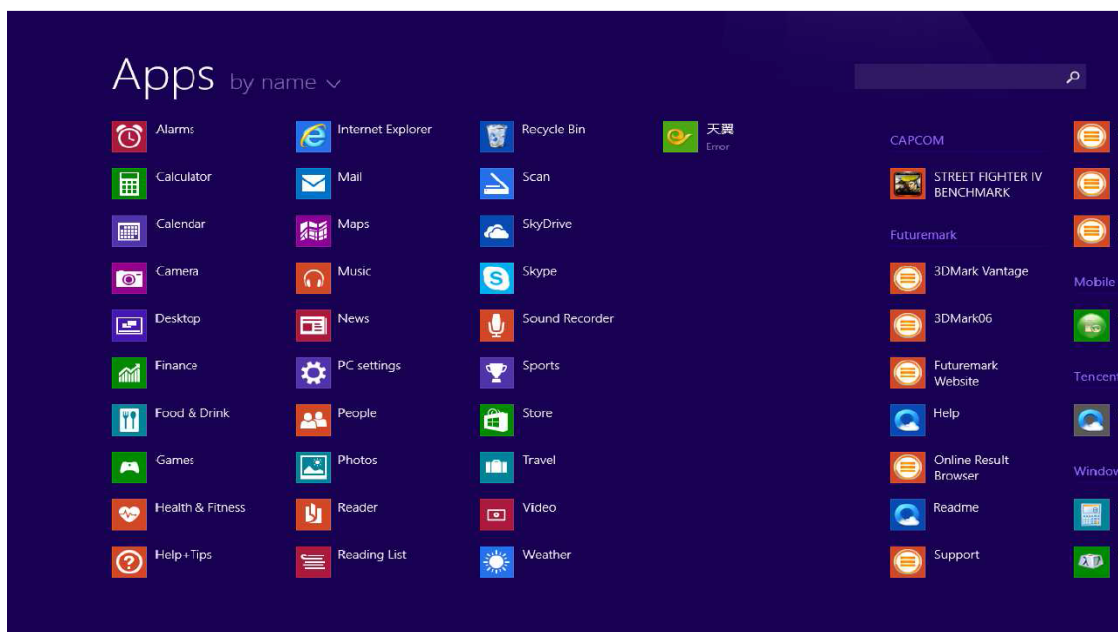 Apps by name
Alarms
Calculator
Calendar
Camera
Desktop
Finance
Food & Drink
Games
Health & Fitness
Help+Tips
Internet Explorer
Mail
Maps
Music
News
PC settings
People
Photos
Reader
Reading List
Recycle Bin
Scan
SkyDrive
Skype
Sound Recorder
Sports
Store
Travel
Video
Weather
天翼
Error
CAPCOM
STREET FIGHTER IV
BENCHMARK
Futuremark
3DMark Vantage
3DMark06
Futuremark
Website
Help
Online Result
Browser
Readme
Support
Mobile
Tencent
Window